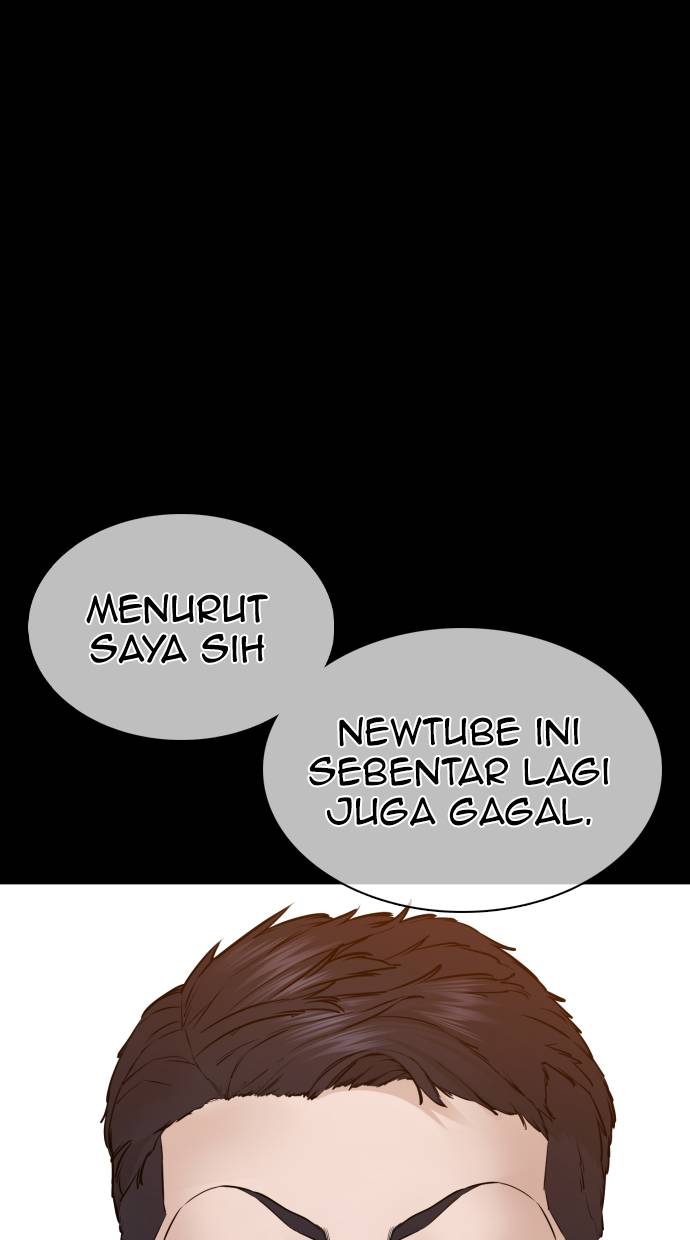 MENURUT
SAYA SIH
NEWTUBE INI
SEBENTAR LAGI
JUGA GAGAL.